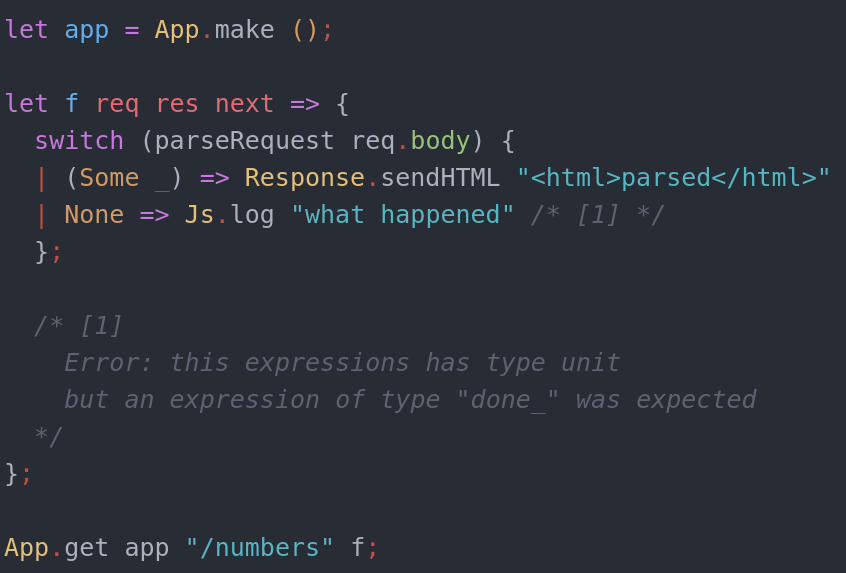 let app = App.make ();
let f req res next => {
switch (parseRequest req.body) {
| (Some _) => Response.sendHTML "<html>parsed</html>"
| None => Js.log "what happened" /* [1] */
};
/* [1]
Error: this expressions has type unit
but an expression of type "done_" was expected
*/
};
App.get app "/numbers" f;